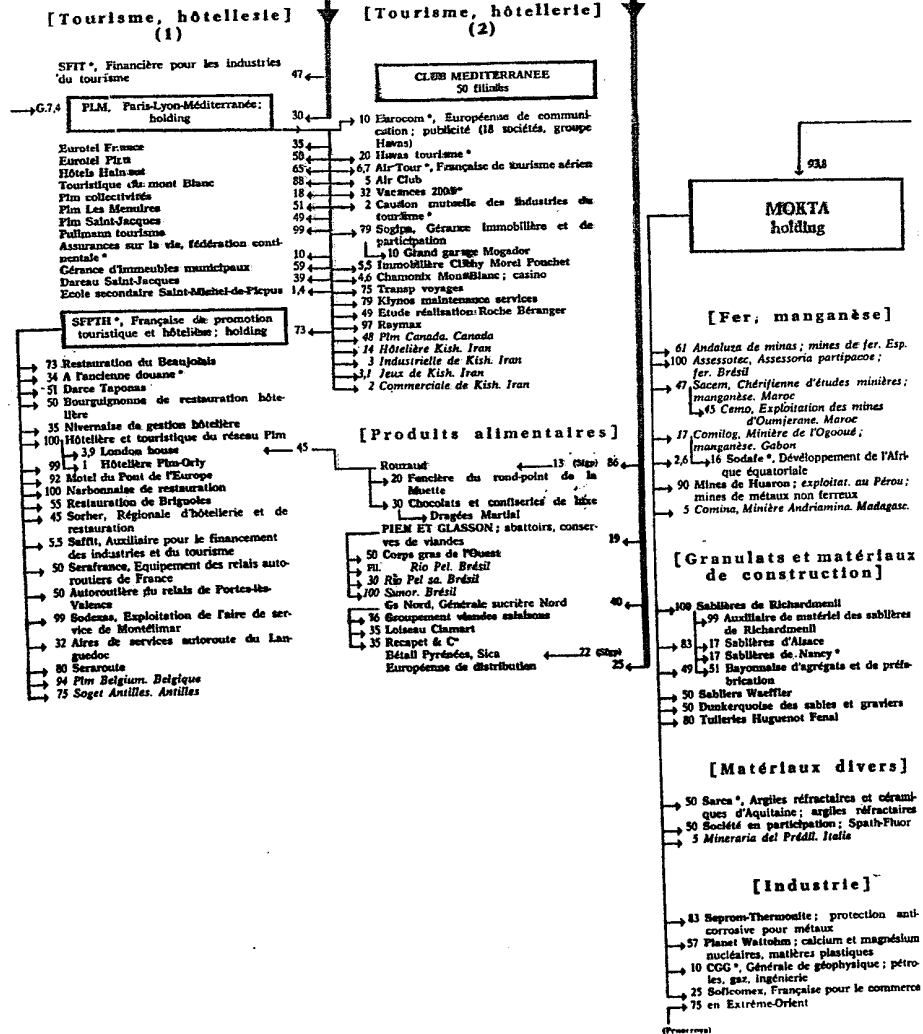 [Tourisme, hôtellerie]
(1)
SFIT *, Financière pour les industries
du tourisme 47
G.7,4 PLM, Paris-Lyon-Méditerranée;
holding 30
Eurotel France 35
Eurotel Plm 50
Hôtels Hainaut 65
Touristique du mont Blanc 88
Plm collectivités 18
Plm Les Menuires 51
Plm Saint-Jacques 49
Pullmann tourisme 99
Assurances sur la vie, fédération conti-
nentale * 10
Gérance d'Immeubles municipaux 59
Dareau Saint-Jacques 39
Ecole secondaire Saint-Michel-de-Picpus 1,4
SFPTH *, Française de promotion
touristique et hôtelière; holding 73
73 Restauration du Beaujolais
34 A l'ancienne douane *
51 Darce Taponas
50 Bourguignonne de restauration hôte-
lière
35 Nivernaise de gestion hôtelière
100 Hôtelière et touristique du réseau Plm
3,9 London house 45
99 1 Hôtelière Plm-Orly
92 Motel du Pont de l'Europe
100 Narbonnaise de restauration
55 Restauration de Brignoles
45 Sorher, Régionale d'hôtellerie et de
restauration
5,5 Saffit, Auxiliaire pour le financement
des industries et du tourisme
50 Serafrance, Equipement des relais auto-
routiers de France
50 Autoroutière du relais de Portes-lès-
Valence
99 Sodexas, Exploitation de l'aire de ser-
vice de Montélimar
32 Aires de services autoroute du Lan-
guedoc
80 Seraroute
94 Plm Belgium. Belgique
75 Soget Antilles. Antilles
[Tourisme, hôtellerie]
(2)
CLUB MEDITERRANEE
50 filiales
10 Eurocom *, Européenne de communi-
cation; publicité (18 sociétés, groupe
Havas)
20 Havas tourisme *
6,7 Air Tour *, Française de tourisme aérien
5 Air Club
32 Vacances 2000 *
2 Caution mutuelle des industries du
tourisme *
79 Sogipa, Gérance Immobilière et de
participation
10 Grand garage Mogador
5,5 Immobilière Clichy Morel Ponchet
4,6 Chamonix Mont-Blanc; casino
75 Transp voyages
79 Klynos maintenance services
49 Etude réalisation Roche Béranger
97 Raymax
48 Plm Canada. Canada
14 Hôtelière Kish. Iran
3 Industrielle de Kish. Iran
3,1 Jeux de Kish. Iran
2 Commerciale de Kish. Iran
[Produits alimentaires]
Rouzaud 13 86
20 Foncière du rond-point de la
Muette
30 Chocolats et confiseries de luxe
Dragées Martial
PIEM ET GLASSON; abattoirs, conser-
ves de viandes 19
50 Corps gras de l'Ouest
Fil. Rio Pel. Brésil
30 Rio Pel sa. Brésil
100 Sunor. Brésil
Gs Nord, Générale sucrière Nord 40
36 Groupement viandes salaisons
35 Loiseau Clamart
35 Recapet & C°
Bétail Pyrénées, Sica 22
Européenne de distribution 25
93,8
MOKTA
holding
[Fer, manganèse]
61 Andaluza de minas; mines de fer. Esp.
100 Assessotec, Assessoria partipacoe;
fer. Brésil
47 Sacem, Chérifienne d'études minières;
manganèse. Maroc
45 Cemo, Exploitation des mines
d'Oumjerane. Maroc
17 Comilog, Minière de l'Ogooué;
manganèse. Gabon
2,6 16 Sodafe *, Développement de l'Afri-
que équatoriale
90 Mines de Huaron; exploitat. au Pérou;
mines de métaux non ferreux
5 Comina, Minière Andriamina. Madagasc.
[Granulats et matériaux
de construction]
100 Sablières de Richardmenil
99 Auxiliaire de matériel des sablières
de Richardmenil
83 17 Sablières d'Alsace
17 Sablières de Nancy *
49 51 Bayonnaise d'agrégats et de préfa-
brication
50 Sabliers Waeffler
50 Dunkerquoise des sables et graviers
80 Tuileries Huguenot Fenal
[Matériaux divers]
50 Sarca *, Argiles réfractaires et cérami-
ques d'Aquitaine; argiles réfractaires
50 Société en participation; Spath-Fluor
5 Mineraria del Prédil. Italie
[Industrie]
83 Seprom-Thermosite; protection anti-
corrosive pour métaux
57 Planet Wattohm; calcium et magnésium
nucléaires, matières plastiques
10 CGG *, Générale de géophysique; pétro-
les, gaz, ingénierie
25 Soficomex, Française pour le commerce
75 en Extrême-Orient
(Penarroya)